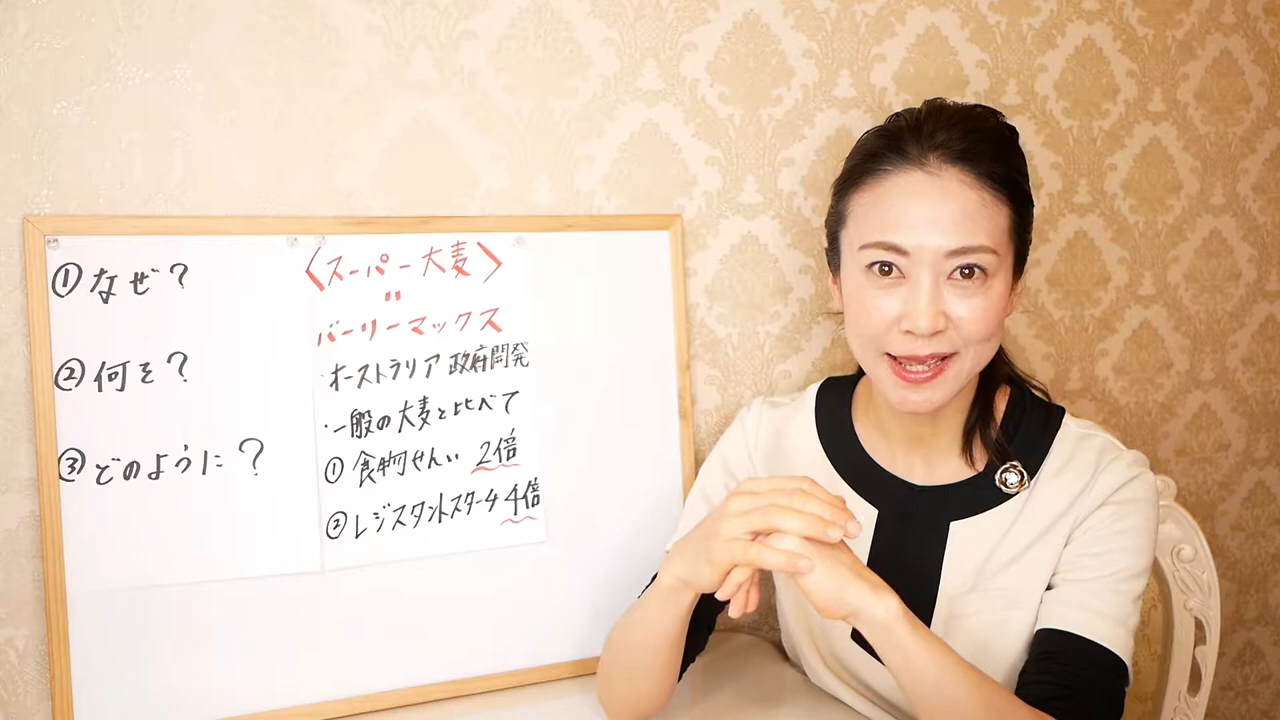 ①なぜ?
②何を?
③どのように?
〈スーパー大麦〉
=
バーリーマックス
・オーストラリア政府開発
・一般の大麦と比べて
①食物せんい 2倍
②レジスタントスターチ4倍